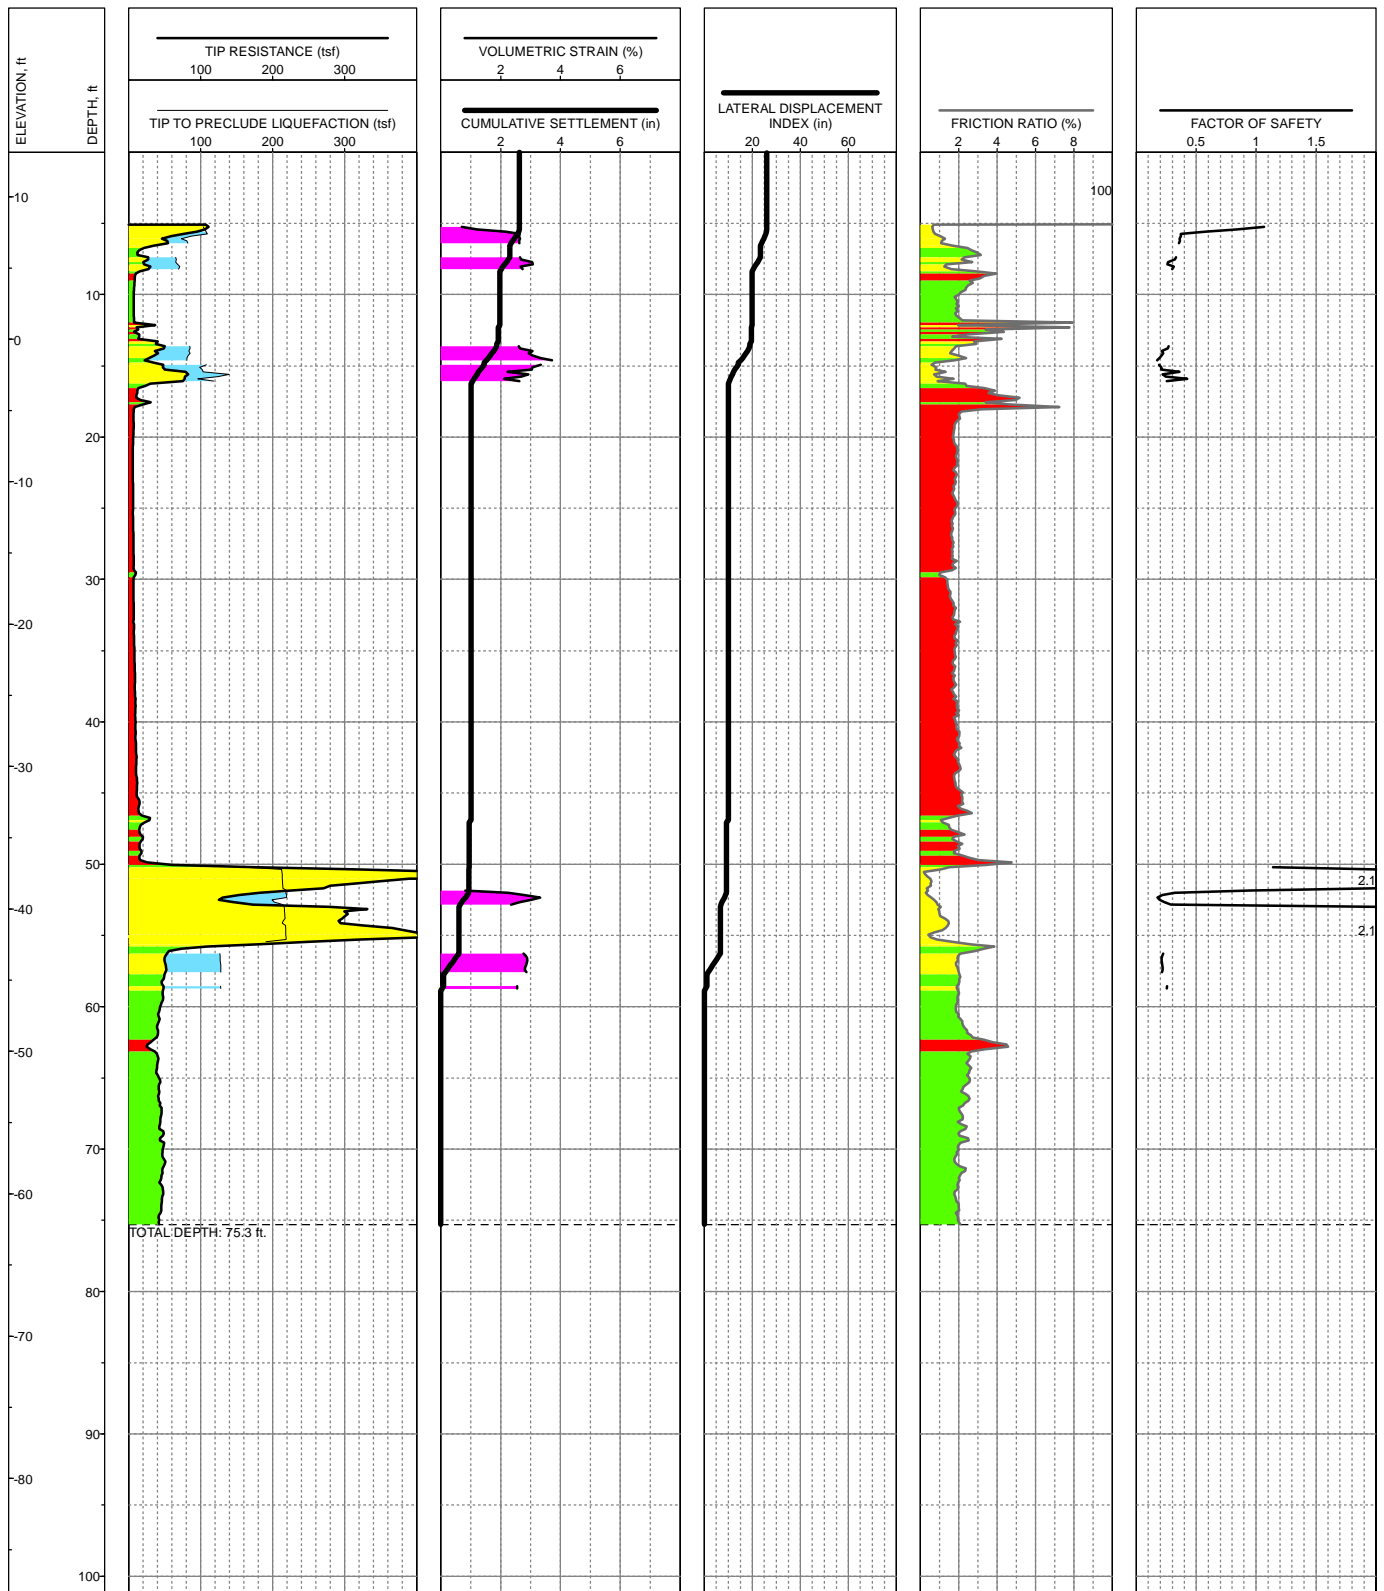 ELEVATION, ft
DEPTH, ft
TIP RESISTANCE (tsf)
100 200 300
TIP TO PRECLUDE LIQUEFACTION (tsf)
100 200 300
VOLUMETRIC STRAIN (%)
2 4 6
CUMULATIVE SETTLEMENT (in)
2 4 6
LATERAL DISPLACEMENT
INDEX (in)
20 40 60
FRICTION RATIO (%)
2 4 6 8
FACTOR OF SAFETY
0.5 1 1.5
100
10
0
-10
-20
-30
-40
-50
-60
-70
-80
10
20
30
40
50
60
70
80
90
100
2.1
2.1
TOTAL DEPTH: 75.3 ft.